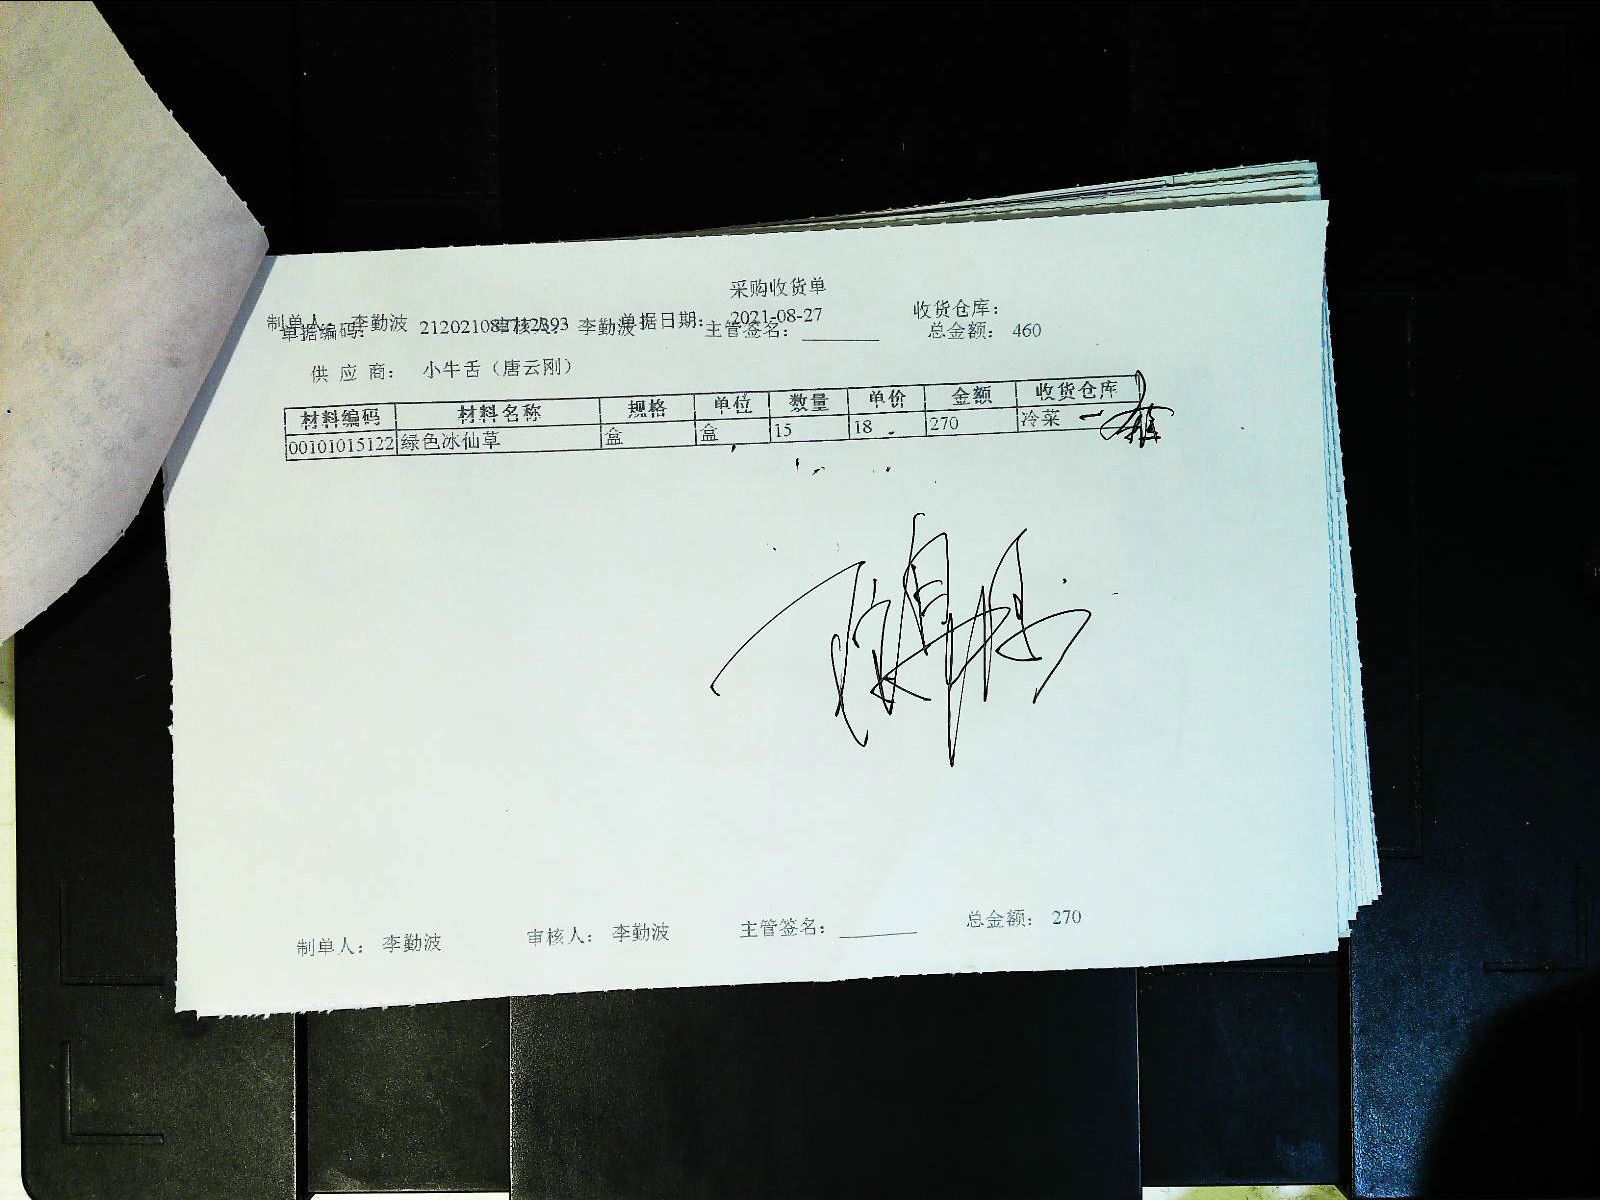 采购收货单
制单人： 李勤波 审核人： 李勤波 主管签名：______ 总金额： 460
单据编码： 单据日期： 2021-08-27 收货仓库：
供 应 商： 小牛舌（唐云刚）
材料编码 材料名称 规格 单位 数量 单价 金额 收货仓库
00101015122 绿色冰仙草 盒 盒 15 18 270 冷菜
制单人： 李勤波 审核人： 李勤波 主管签名：______ 总金额： 270